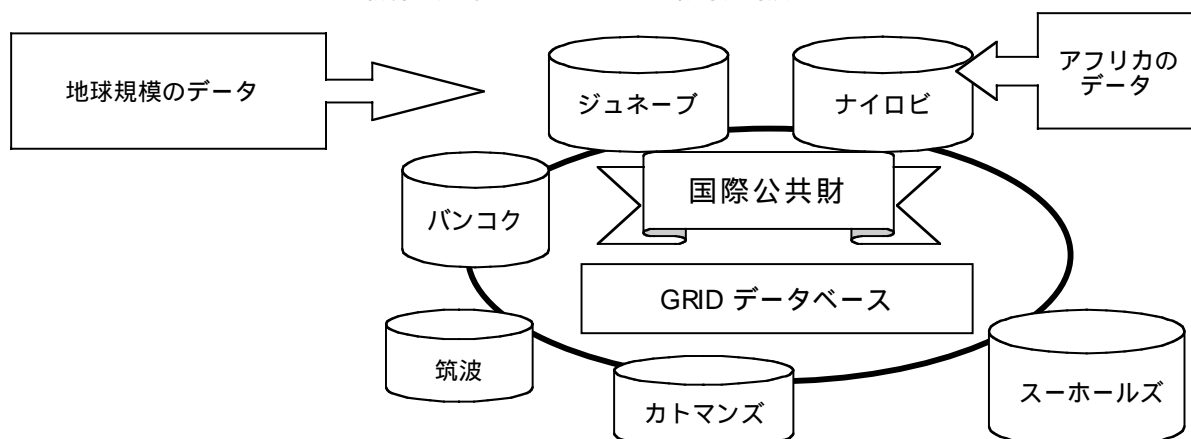 地球規模のデータ
ジュネーブ
ナイロビ
アフリカの
データ
国際公共財
バンコク
GRID データベース
筑波
カトマンズ
スーホールズ